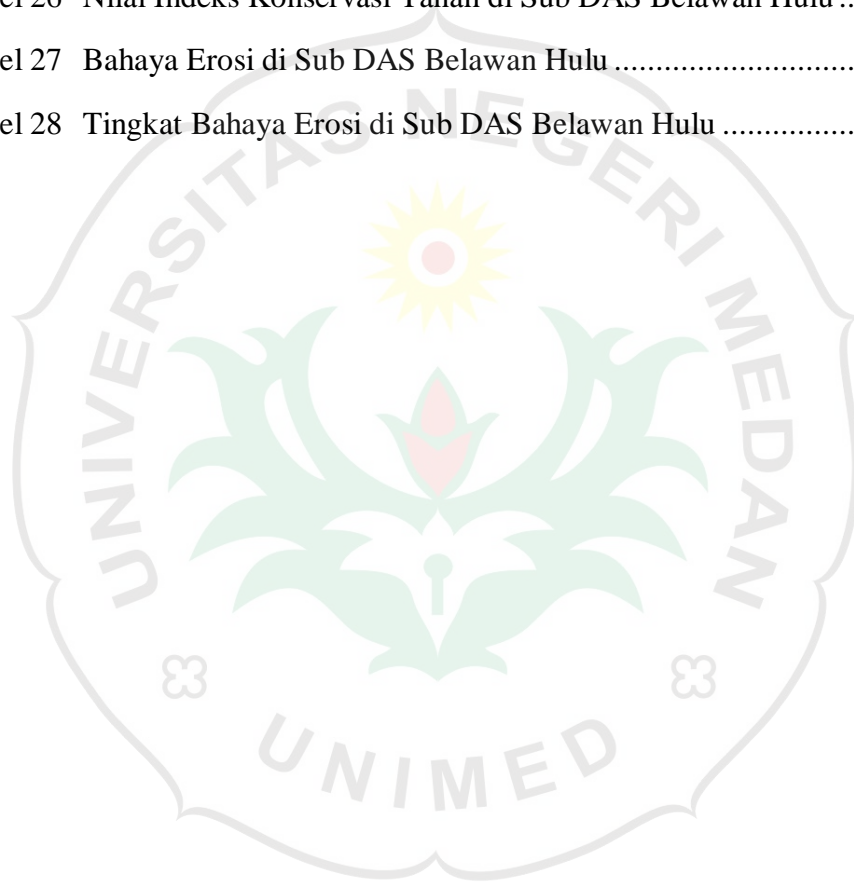 el 26 Nilai Indeks Konservasi Tanah di Sub DAS Belawan Hulu ..
el 27 Bahaya Erosi di Sub DAS Belawan Hulu ............................
el 28 Tingkat Bahaya Erosi di Sub DAS Belawan Hulu ................
UNIVERSITAS NEGERI MEDAN
UNIMED